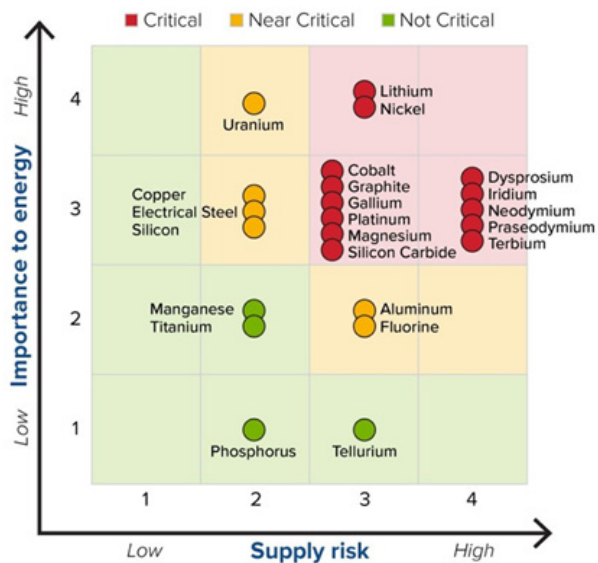 Critical Near Critical Not Critical
High
Importance to energy
Low
4
3
2
1
Uranium
Lithium
Nickel
Copper
Electrical Steel
Silicon
Cobalt
Graphite
Gallium
Platinum
Magnesium
Silicon Carbide
Dysprosium
Iridium
Neodymium
Praseodymium
Terbium
Manganese
Titanium
Aluminum
Fluorine
Phosphorus
Tellurium
1 2 3 4
Low Supply risk High